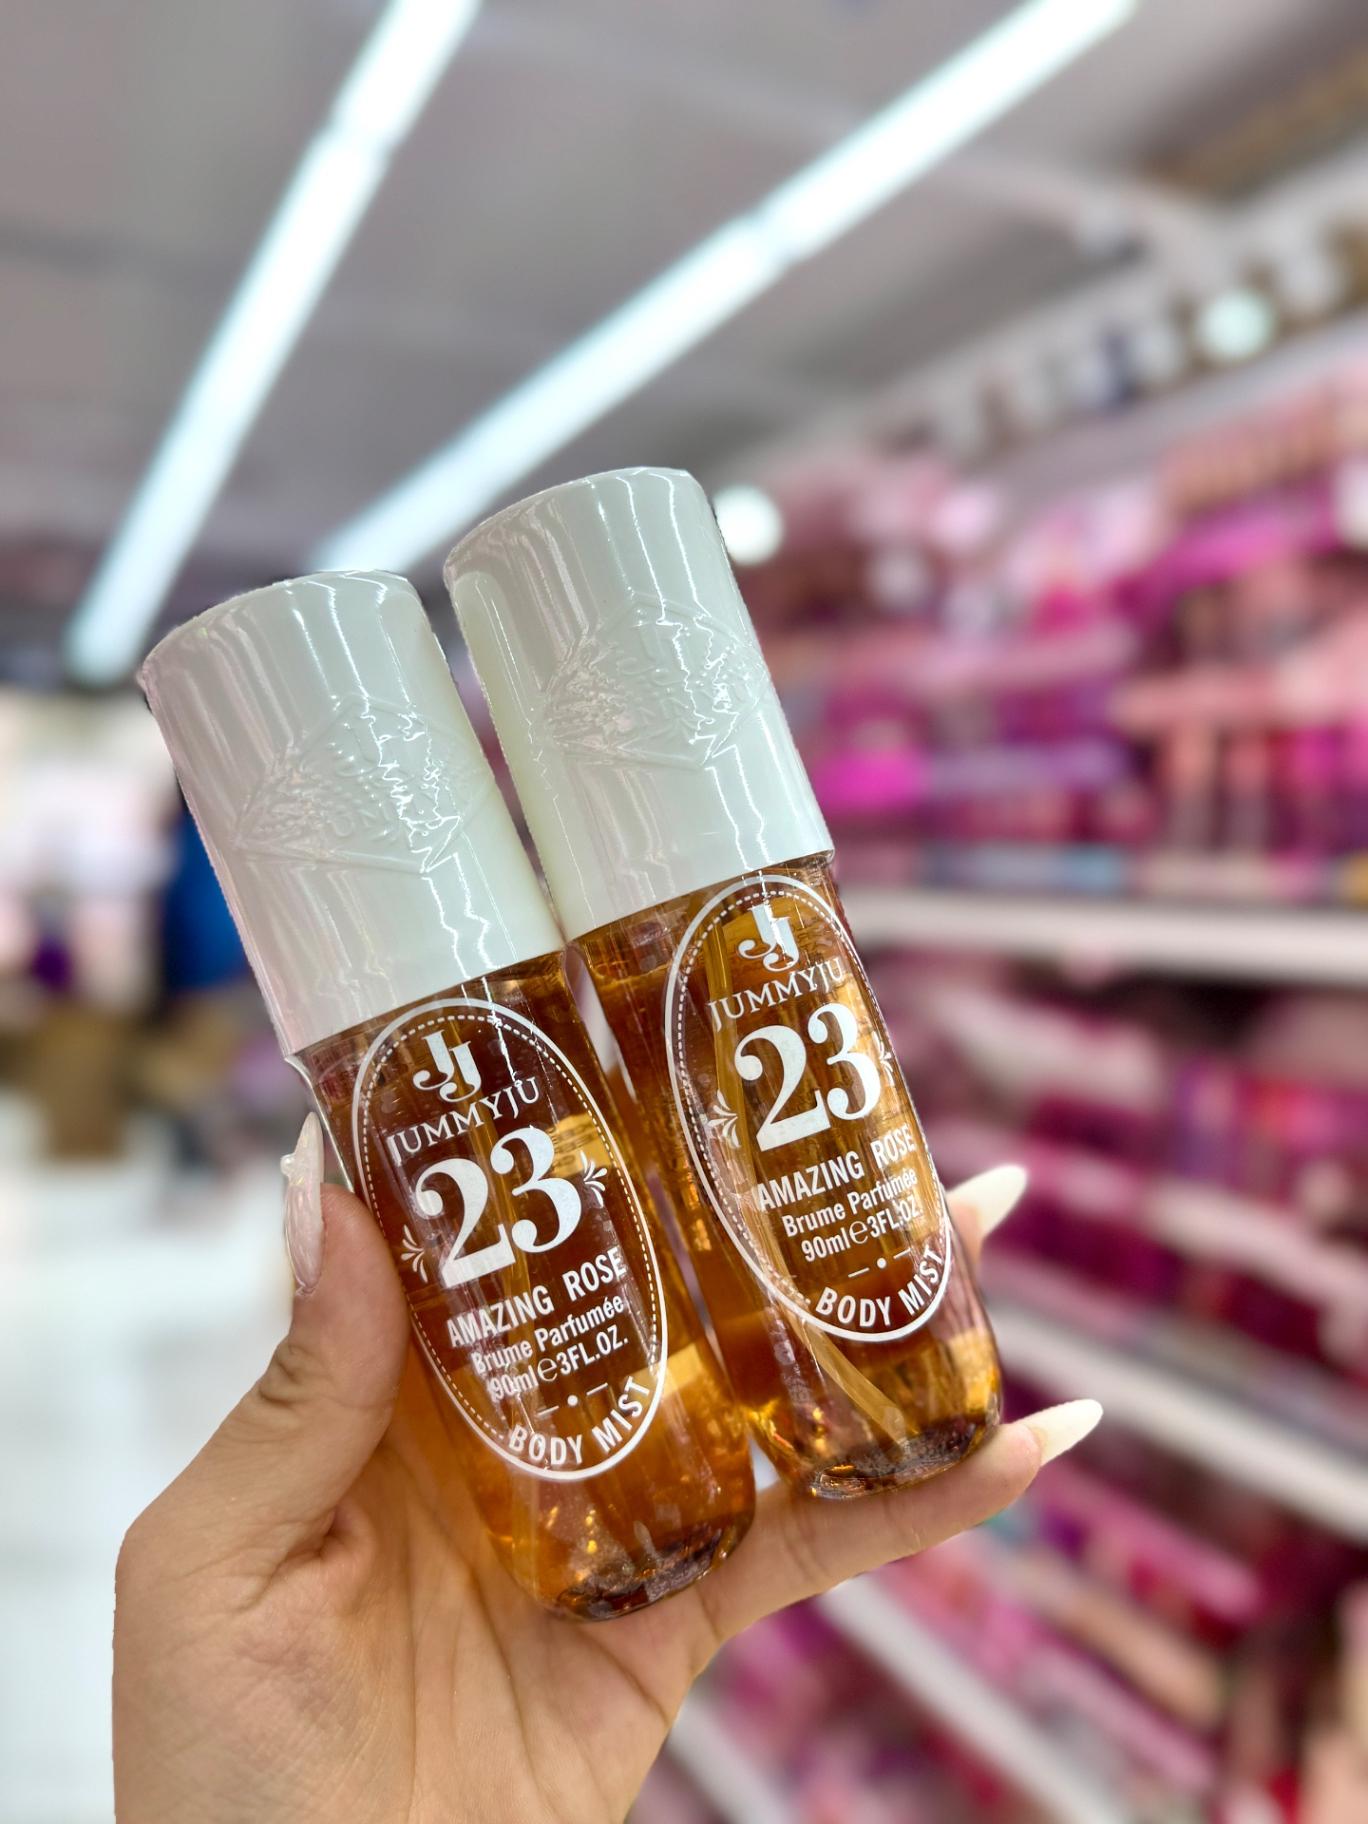 JJ
JUMMYJU
23
AMAZING ROSE
Brume Parfumée
90ml℮3FL.OZ.
BODY MIST
JJ
JUMMYJU
23
AMAZING ROSE
Brume Parfumée
90ml℮3FL.OZ.
BODY MIST